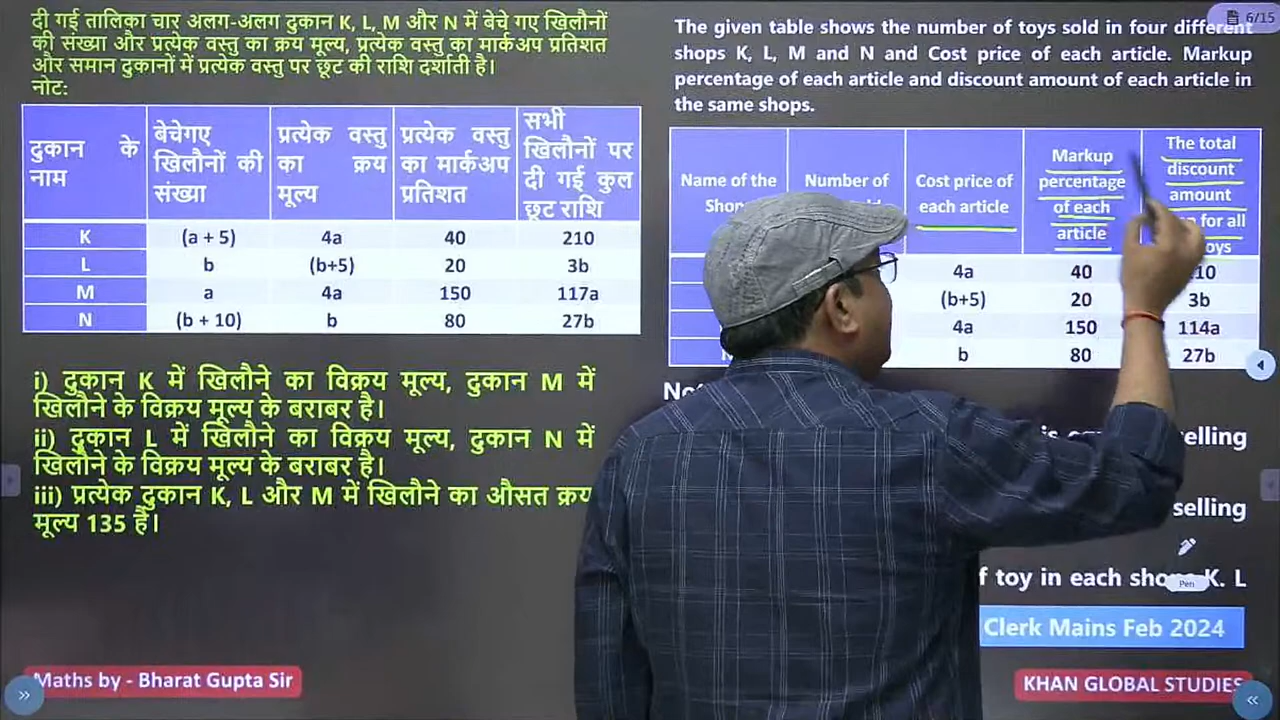 दी गई तालिका चार अलग-अलग दुकान K, L, M और N में बेचे गए खिलौनों
की संख्या और प्रत्येक वस्तु का क्रय मूल्य, प्रत्येक वस्तु का मार्कअप प्रतिशत
और समान दुकानों में प्रत्येक वस्तु पर छूट की राशि दर्शाती है।
नोट:
दुकान के नाम
बेचेगए खिलौनों की संख्या
प्रत्येक वस्तु का क्रय मूल्य
प्रत्येक वस्तु का मार्कअप प्रतिशत
सभी खिलौनों पर दी गई कुल छूट राशि
K (a + 5) 4a 40 210
L b (b+5) 20 3b
M a 4a 150 117a
N (b + 10) b 80 27b
i) दुकान K में खिलौने का विक्रय मूल्य, दुकान M में
खिलौने के विक्रय मूल्य के बराबर है।
ii) दुकान L में खिलौने का विक्रय मूल्य, दुकान N में
खिलौने के विक्रय मूल्य के बराबर है।
iii) प्रत्येक दुकान K, L और M में खिलौने का औसत क्रय
मूल्य 135 है।
Maths by - Bharat Gupta Sir
6/15
The given table shows the number of toys sold in four different
shops K, L, M and N and Cost price of each article. Markup
percentage of each article and discount amount of each article in
the same shops.
Name of the
Number of
Cost price of each article
Markup percentage of each article
The total discount amount for all
4a 40
(b+5) 20 3b
4a 150 114a
b 80 27b
selling
of toy in each shop K. L
Pen
Clerk Mains Feb 2024
KHAN GLOBAL STUDIES